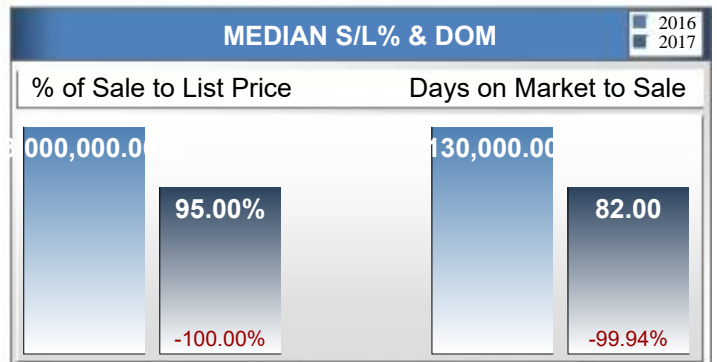 MEDIAN S/L% & DOM
2016
2017
% of Sale to List Price
Days on Market to Sale
000,000.0
95.00%
-100.00%
130,000.00
82.00
-99.94%